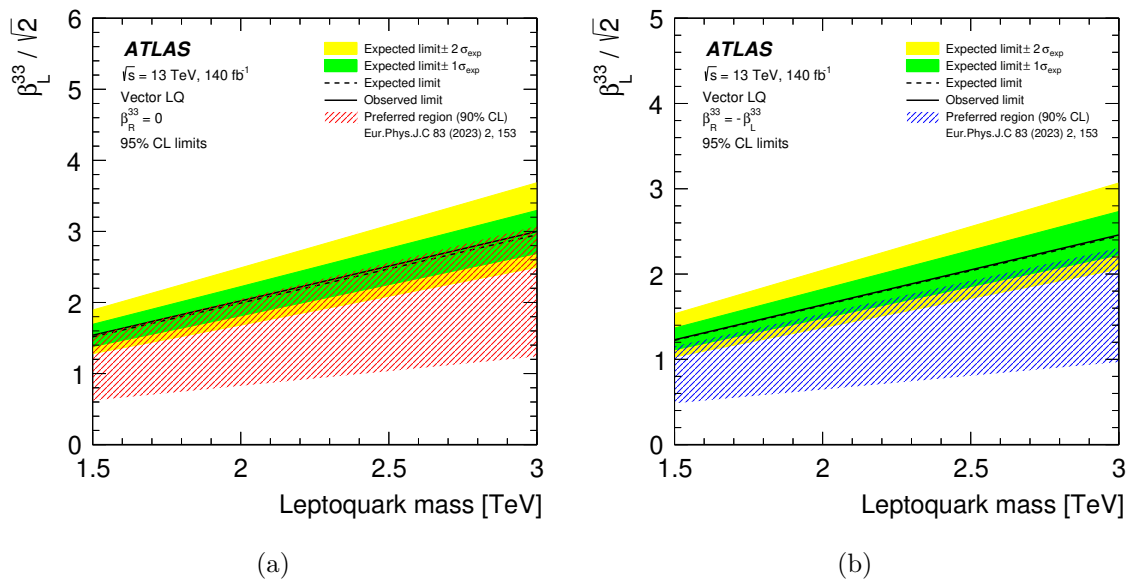 ATLAS
√s = 13 TeV, 140 fb⁻¹
Vector LQ
β_R^33 = 0
95% CL limits
Expected limit ± 2 σ_exp
Expected limit ± 1σ_exp
Expected limit
Observed limit
Preferred region (90% CL)
Eur.Phys.J.C 83 (2023) 2, 153
β_L^33 / √2
6
5
4
3
2
1
0
1.5 2 2.5 3
Leptoquark mass [TeV]
(a)
ATLAS
√s = 13 TeV, 140 fb⁻¹
Vector LQ
β_R^33 = -β_L^33
95% CL limits
Expected limit ± 2 σ_exp
Expected limit ± 1σ_exp
Expected limit
Observed limit
Preferred region (90% CL)
Eur.Phys.J.C 83 (2023) 2, 153
β_L^33 / √2
5
4
3
2
1
0
1.5 2 2.5 3
Leptoquark mass [TeV]
(b)